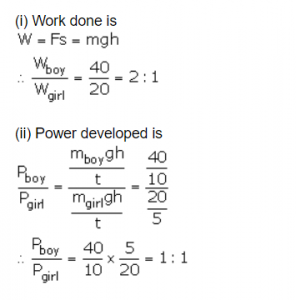 (i) Work done is
W = Fs = mgh
∴ W_boy / W_girl = 40/20 = 2 : 1
(ii) Power developed is
P_boy / P_girl = (m_boy gh / t) / (m_girl gh / t) = (40/10) / (20/5)
∴ P_boy / P_girl = 40/10 × 5/20 = 1 : 1